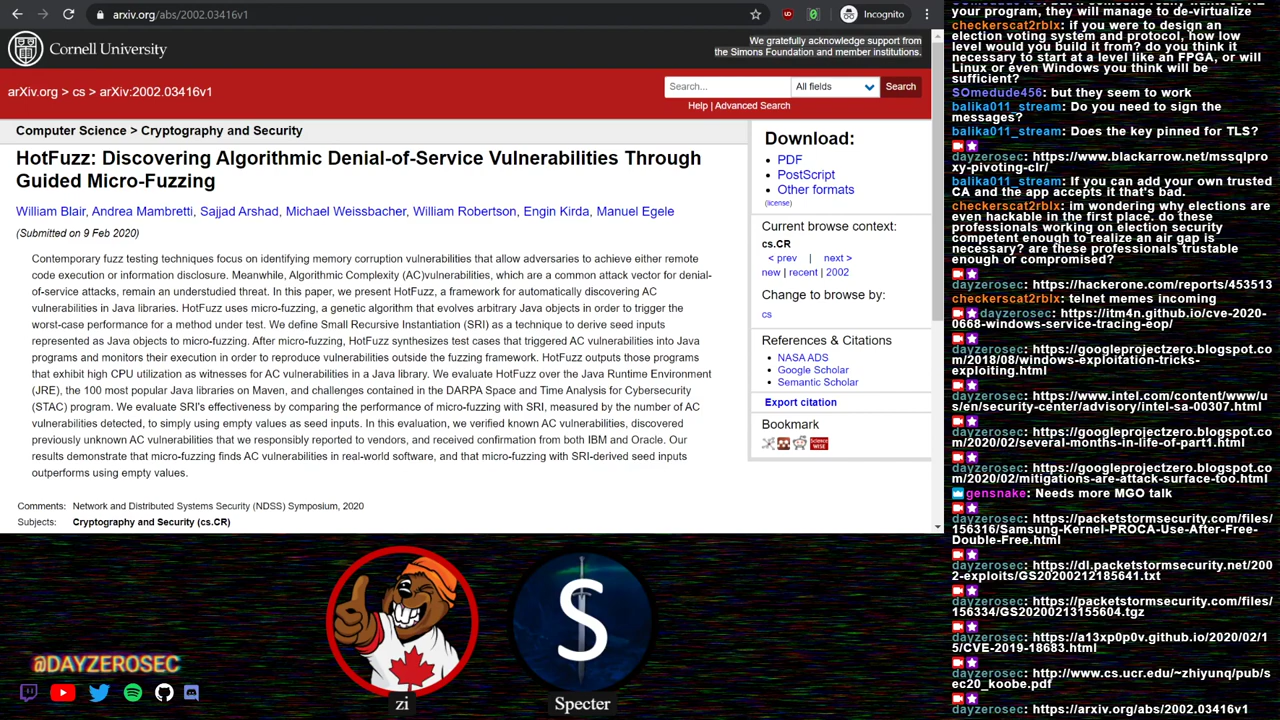 arxiv.org/abs/2002.03416v1
Incognito
Cornell University
We gratefully acknowledge support from
the Simons Foundation and member institutions.
arXiv.org > cs > arXiv:2002.03416v1
Search...
All fields
Search
Help | Advanced Search
Computer Science > Cryptography and Security
HotFuzz: Discovering Algorithmic Denial-of-Service Vulnerabilities Through
Guided Micro-Fuzzing
William Blair, Andrea Mambretti, Sajjad Arshad, Michael Weissbacher, William Robertson, Engin Kirda, Manuel Egele
(Submitted on 9 Feb 2020)
Contemporary fuzz testing techniques focus on identifying memory corruption vulnerabilities that allow adversaries to achieve either remote
code execution or information disclosure. Meanwhile, Algorithmic Complexity (AC)vulnerabilities, which are a common attack vector for denial-
of-service attacks, remain an understudied threat. In this paper, we present HotFuzz, a framework for automatically discovering AC
vulnerabilities in Java libraries. HotFuzz uses micro-fuzzing, a genetic algorithm that evolves arbitrary Java objects in order to trigger the
worst-case performance for a method under test. We define Small Recursive Instantiation (SRI) as a technique to derive seed inputs
represented as Java objects to micro-fuzzing. After micro-fuzzing, HotFuzz synthesizes test cases that triggered AC vulnerabilities into Java
programs and monitors their execution in order to reproduce vulnerabilities outside the fuzzing framework. HotFuzz outputs those programs
that exhibit high CPU utilization as witnesses for AC vulnerabilities in a Java library. We evaluate HotFuzz over the Java Runtime Environment
(JRE), the 100 most popular Java libraries on Maven, and challenges contained in the DARPA Space and Time Analysis for Cybersecurity
(STAC) program. We evaluate SRI's effectiveness by comparing the performance of micro-fuzzing with SRI, measured by the number of AC
vulnerabilities detected, to simply using empty values as seed inputs. In this evaluation, we verified known AC vulnerabilities, discovered
previously unknown AC vulnerabilities that we responsibly reported to vendors, and received confirmation from both IBM and Oracle. Our
results demonstrate that micro-fuzzing finds AC vulnerabilities in real-world software, and that micro-fuzzing with SRI-derived seed inputs
outperforms using empty values.
Comments: Network and Distributed Systems Security (NDSS) Symposium, 2020
Subjects: Cryptography and Security (cs.CR)
Download:
• PDF
• PostScript
• Other formats
(license)
Current browse context:
cs.CR
< prev | next >
new | recent | 2002
Change to browse by:
cs
References & Citations
• NASA ADS
• Google Scholar
• Semantic Scholar
Export citation
Bookmark
@DAYZEROSEC
zi
S
Specter
your program, they will manage to de-virtualize
checkerscat2rblx: if you were to design an
election voting system and protocol, how low
level would you build it from? do you think it
necessary to start at a level like an FPGA, or will
Linux or even Windows you think will be
sufficient?
SOmedude456: but they seem to work
balika011_stream: Do you need to sign the
messages?
balika011_stream: Does the key pinned for TLS?
dayzerosec: https://www.blackarrow.net/mssqlpro
xy-pivoting-clr/
balika011_stream: If you can add your own trusted
CA and the app accepts it that's bad.
checkerscat2rblx: im wondering why elections are
even hackable in the first place. do these
professionals working on election security
competent enough to realize an air gap is
necessary? are these professionals trustable
enough or compromised?
dayzerosec: https://hackerone.com/reports/453513
checkerscat2rblx: telnet memes incoming
dayzerosec: https://itm4n.github.io/cve-2020-
0668-windows-service-tracing-eop/
dayzerosec: https://googleprojectzero.blogspot.co
m/2018/08/windows-exploitation-tricks-
exploiting.html
dayzerosec: https://www.intel.com/content/www/u
s/en/security-center/advisory/intel-sa-00307.html
dayzerosec: https://googleprojectzero.blogspot.co
m/2020/02/several-months-in-life-of-part1.html
dayzerosec: https://googleprojectzero.blogspot.co
m/2020/02/mitigations-are-attack-surface-too.html
gensnake: Needs more MGO talk
dayzerosec: https://packetstormsecurity.com/files/
156316/Samsung-Kernel-PROCA-Use-After-Free-
Double-Free.html
dayzerosec: https://dl.packetstormsecurity.net/200
2-exploits/GS20200212185641.txt
dayzerosec: https://packetstormsecurity.com/files/
156334/GS20200213155604.tgz
dayzerosec: https://a13xp0p0v.github.io/2020/02/1
5/CVE-2019-18683.html
dayzerosec: http://www.cs.ucr.edu/~zhiyunq/pub/s
ec20_koobe.pdf
dayzerosec: https://arxiv.org/abs/2002.03416v1